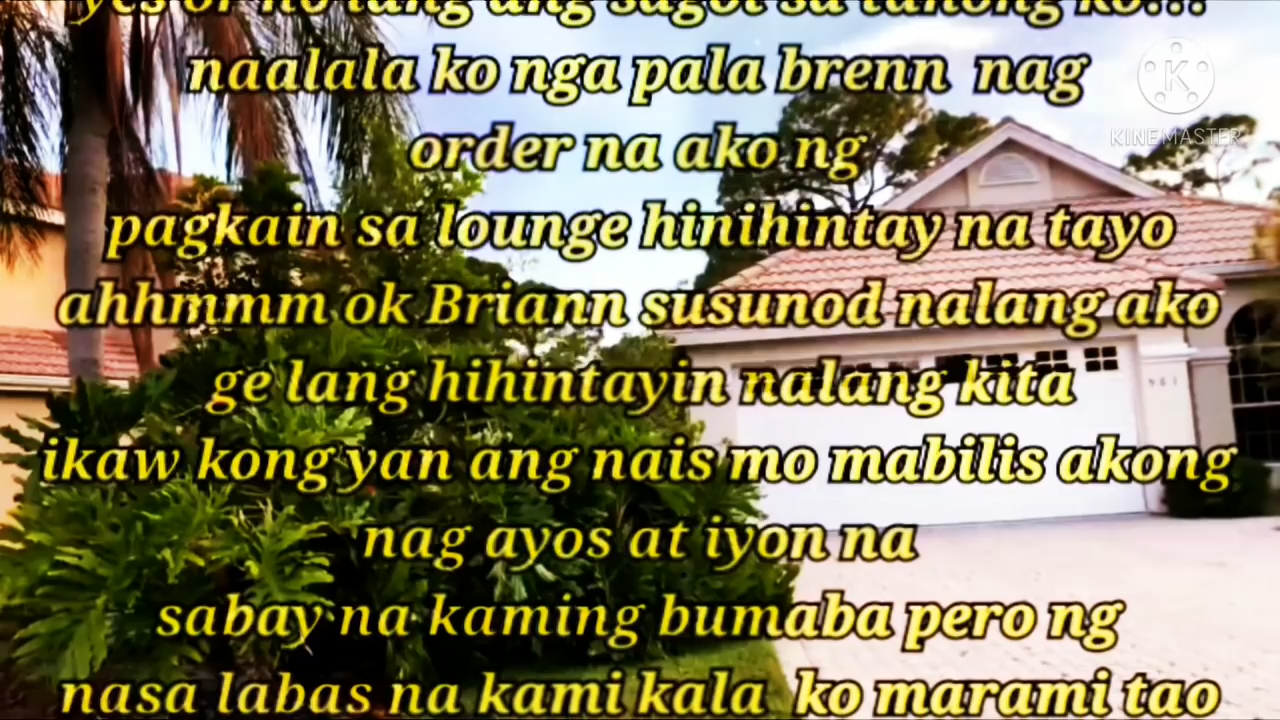 yes or no lang ang sagot sa tanong ko...
naalala ko nga pala brenn nag
order na ako ng
pagkain sa lounge hinihintay na tayo
ahhmmm ok Briann susunod nalang ako
ge lang hihintayin nalang kita
ikaw kong yan ang nais mo mabilis akong
nag ayos at iyon na
sabay na kaming bumaba pero ng
nasa labas na kami kala ko marami tao
KINEMASTER